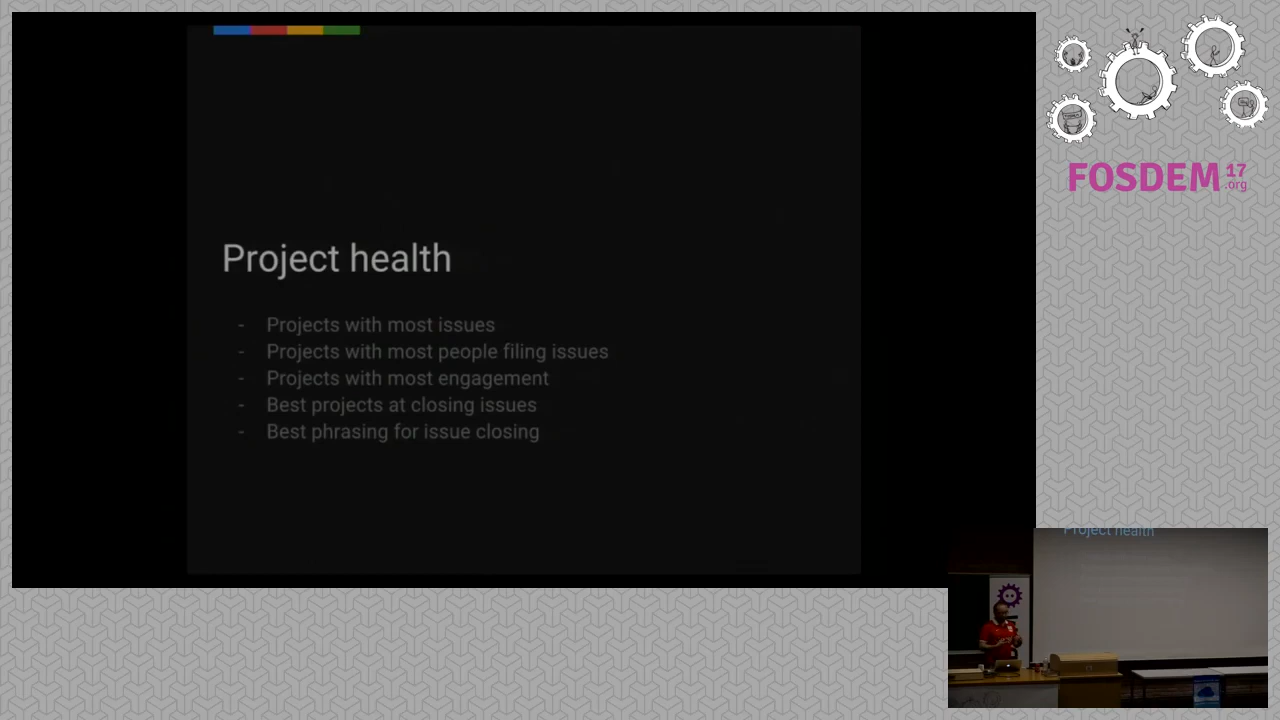 Project health
- Projects with most issues
- Projects with most people filing issues
- Projects with most engagement
- Best projects at closing issues
- Best phrasing for issue closing
FOSDEM 17
.org
Project health